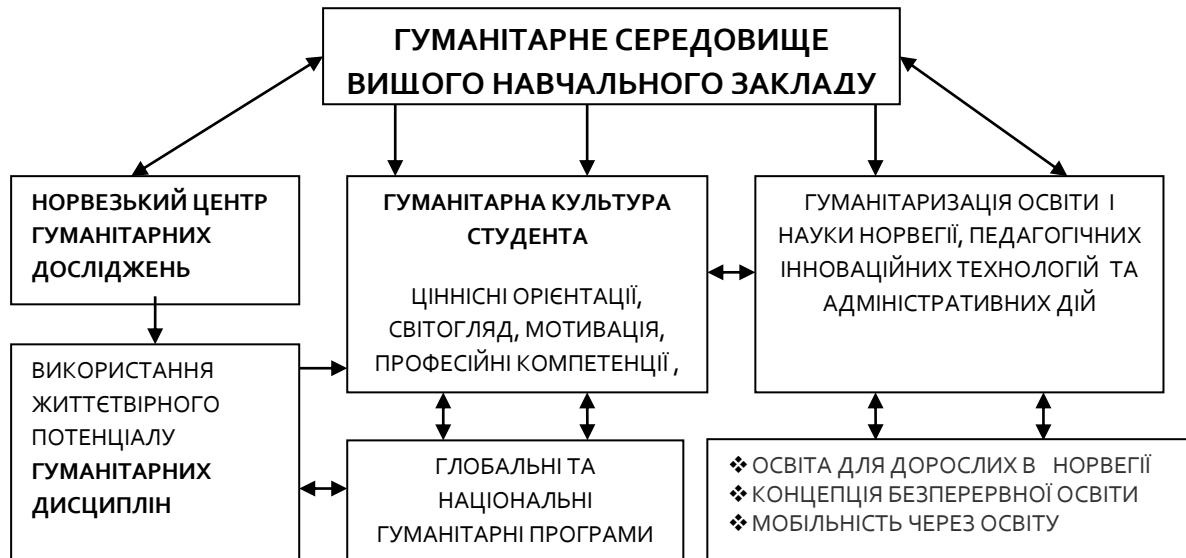 ГУМАНІТАРНЕ СЕРЕДОВИЩЕ
ВИЩОГО НАВЧАЛЬНОГО ЗАКЛАДУ
НОРВЕЗЬКИЙ ЦЕНТР
ГУМАНІТАРНИХ
ДОСЛІДЖЕНЬ
ГУМАНІТАРНА КУЛЬТУРА
СТУДЕНТА
ЦІННІСНІ ОРІЄНТАЦІЇ,
СВІТОГЛЯД, МОТИВАЦІЯ,
ПРОФЕСІЙНІ КОМПЕТЕНЦІЇ ,
ГУМАНІТАРИЗАЦІЯ ОСВІТИ І
НАУКИ НОРВЕГІЇ, ПЕДАГОГІЧНИХ
ІННОВАЦІЙНИХ ТЕХНОЛОГІЙ ТА
АДМІНІСТРАТИВНИХ ДІЙ
ВИКОРИСТАННЯ
ЖИТТЄТВІРНОГО
ПОТЕНЦІАЛУ
ГУМАНІТАРНИХ
ДИСЦИПЛІН
ГЛОБАЛЬНІ ТА
НАЦІОНАЛЬНІ
ГУМАНІТАРНІ ПРОГРАМИ
❖ ОСВІТА ДЛЯ ДОРОСЛИХ В НОРВЕГІЇ
❖ КОНЦЕПЦІЯ БЕЗПЕРЕРВНОЇ ОСВІТИ
❖ МОБІЛЬНІСТЬ ЧЕРЕЗ ОСВІТУ